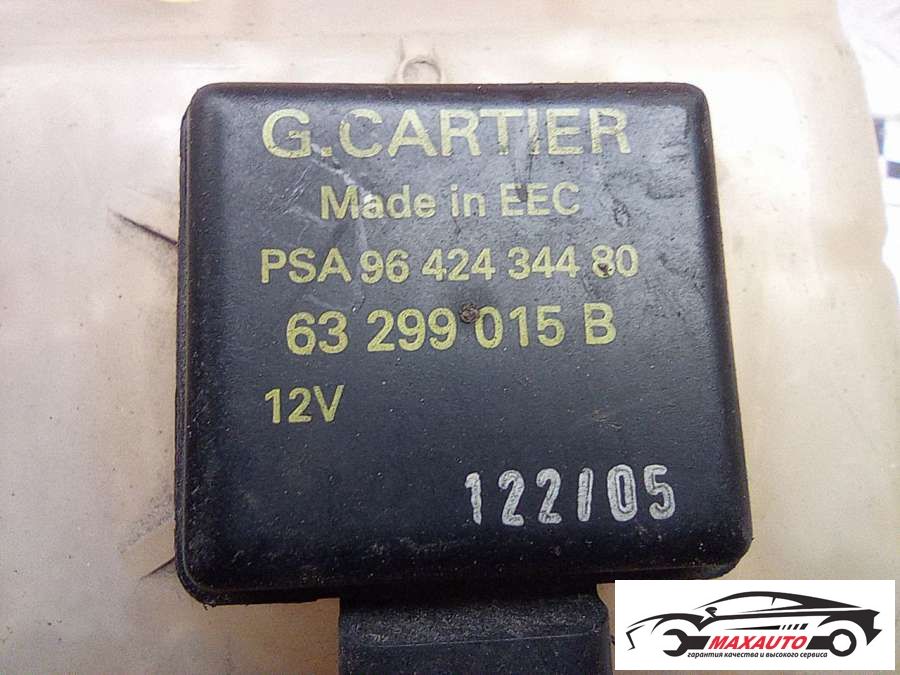 G.CARTIER
Made in EEC
PSA 96 424 344 80
63 299 015 B
12V
122/05
MAXAUTO
гарантия качества и высокого сервиса